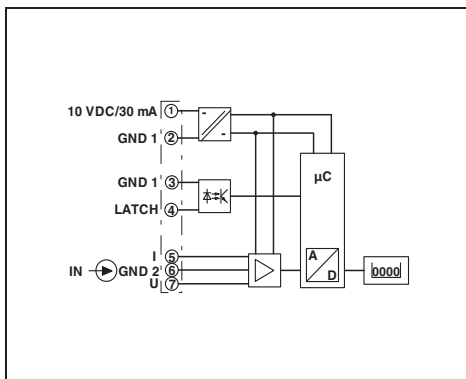 10 VDC/30 mA 1
GND 1 2
GND 1 3
LATCH 4
µC
I 5
IN GND 2 6
U 7
A
D
0000